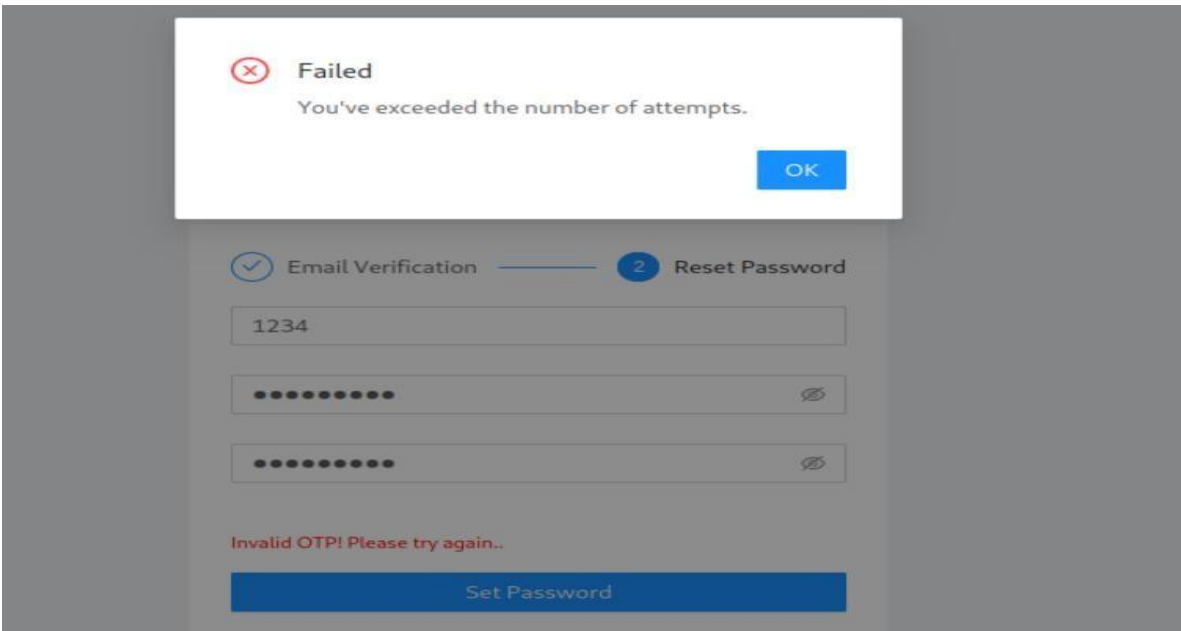 Failed
You've exceeded the number of attempts.
OK
Email Verification 2 Reset Password
1234
•••••••••
•••••••••
Invalid OTP! Please try again..
Set Password